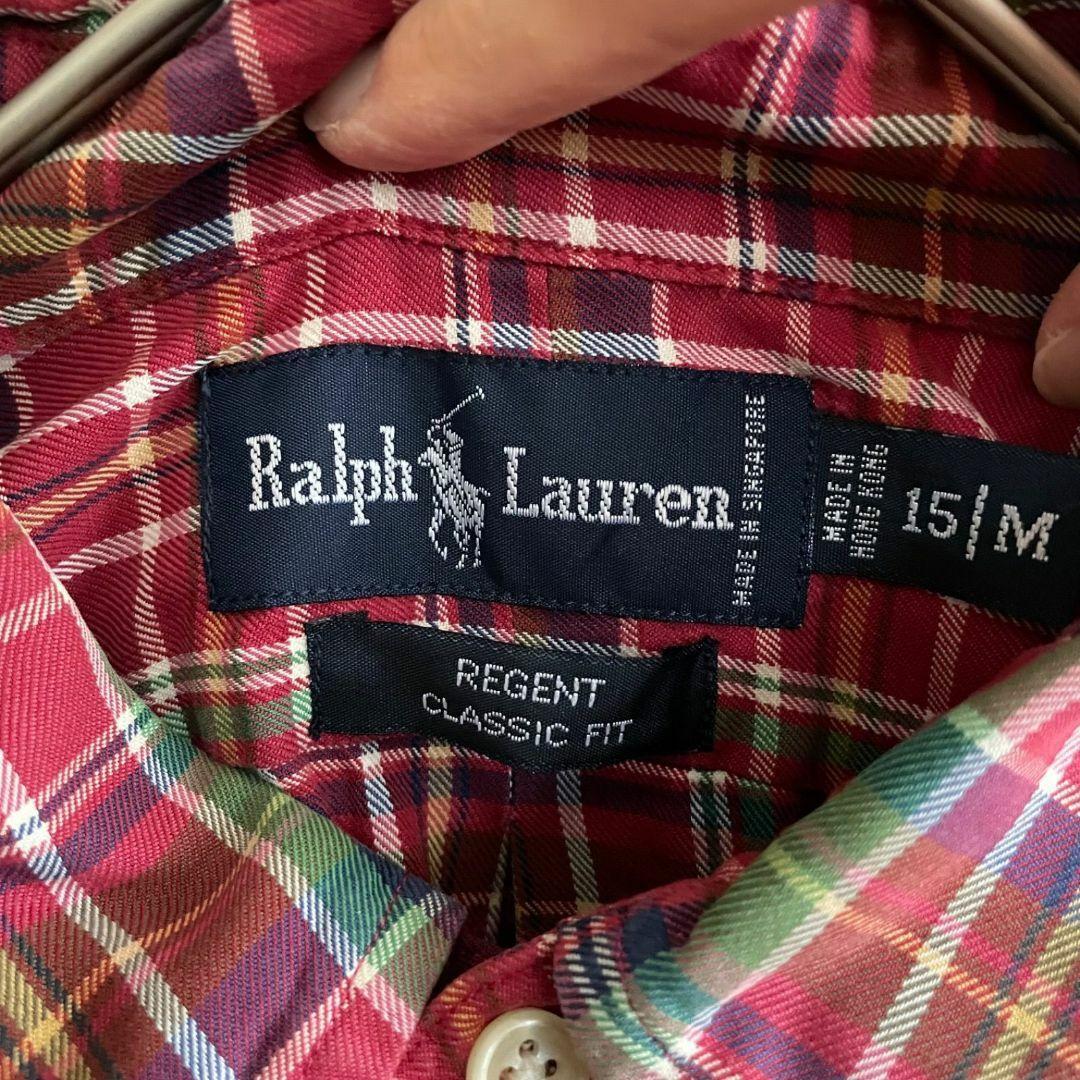 Ralph Lauren
MADE IN SINGAPORE
MADE IN
HONG KONG
15/M
REGENT
CLASSIC FIT